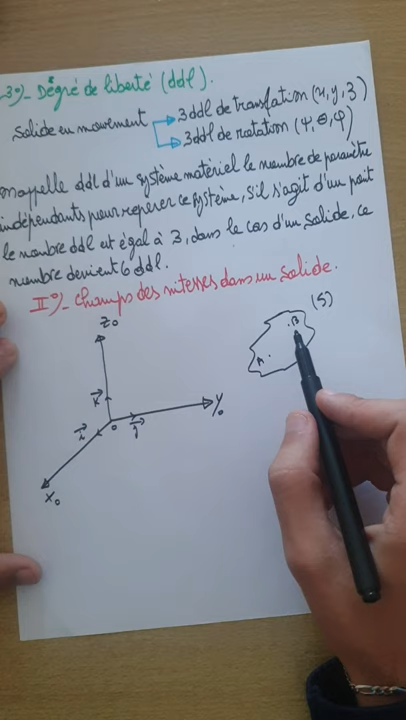 3°)- Dégré de liberté (ddl).
Solide en mouvement
3 ddl de translation (x, y, z)
3 ddl de rotation (ψ, θ, φ)
on appelle ddl d'un système matériel le nombre de paramètre
indépendants pour repérer ce système, s'il s'agit d'un point
le nombre ddl est égal à 3, dans le cas d'un solide, ce
nombre devient 6 ddl.
II°)- Champs des vitesses dans un solide.
Z₀
(S)
B
A
K
Y₀
i
o
j
X₀